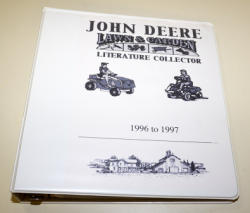 JOHN DEERE
LAWN & GARDEN
LITERATURE COLLECTOR
1996 to 1997